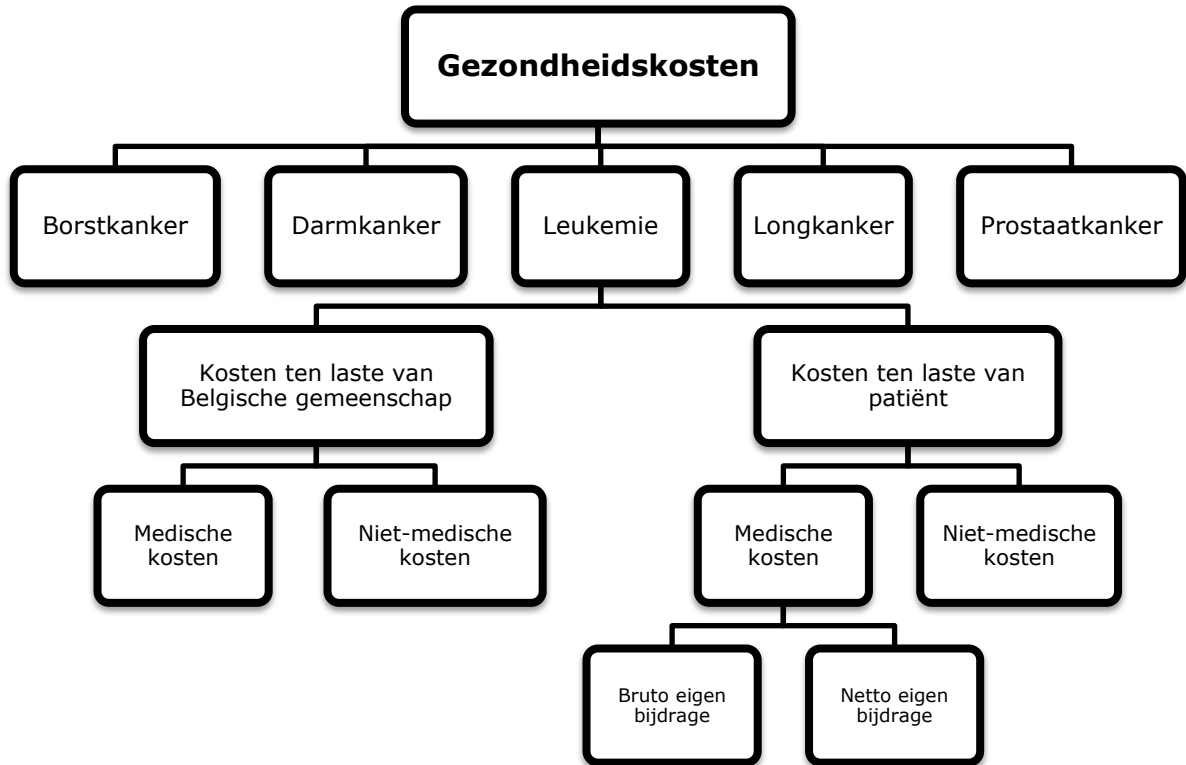 Gezondheidskosten
Borstkanker
Darmkanker
Leukemie
Longkanker
Prostaatkanker
Kosten ten laste van
Belgische gemeenschap
Kosten ten laste van
patiënt
Medische
kosten
Niet-medische
kosten
Medische
kosten
Niet-medische
kosten
Bruto eigen
bijdrage
Netto eigen
bijdrage